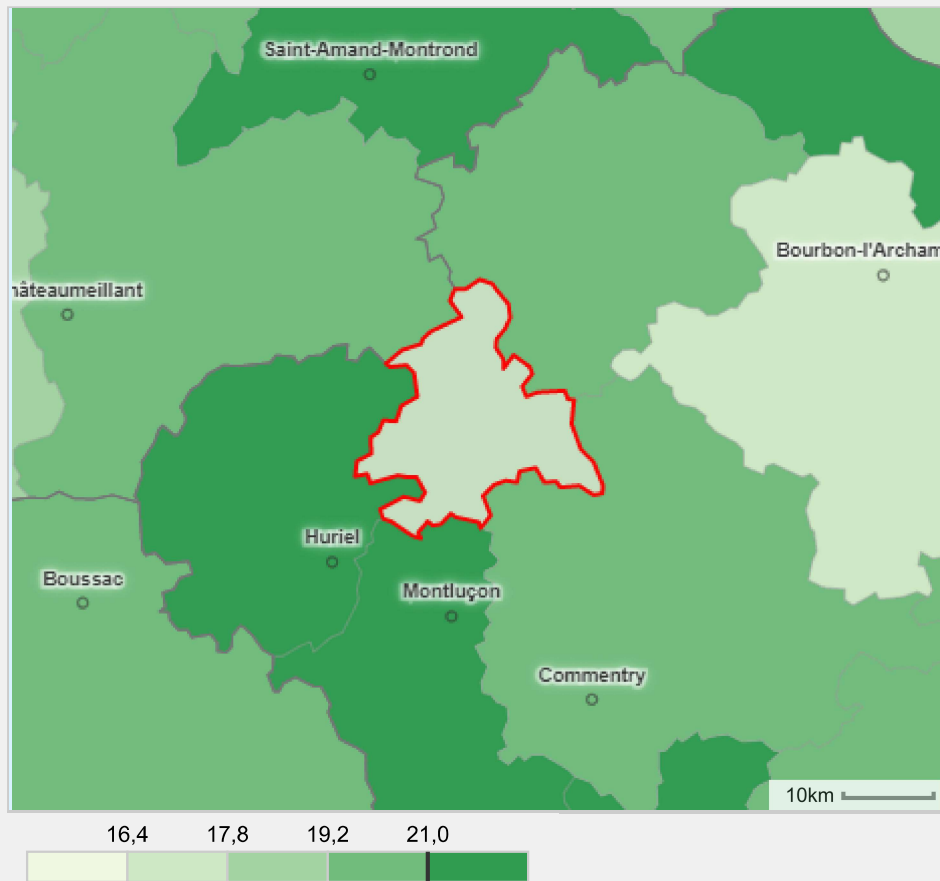 Saint-Amand-Montrond
Bourbon-l'Archam
hâteaumeillant
Huriel
Boussac
Montluçon
Commentry
10km
16,4 17,8 19,2 21,0